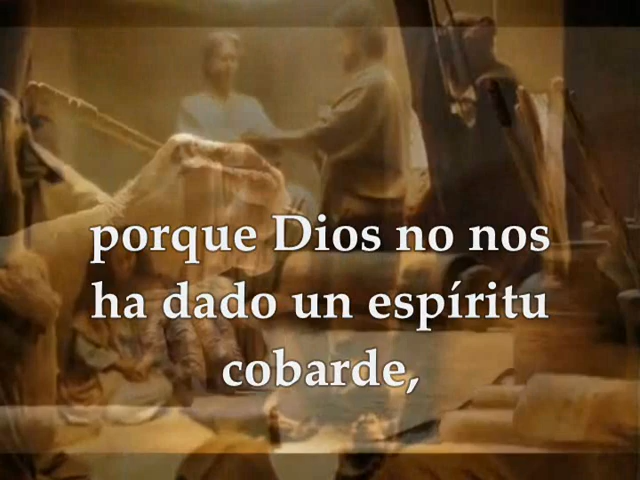 porque Dios no nos
ha dado un espíritu
cobarde,